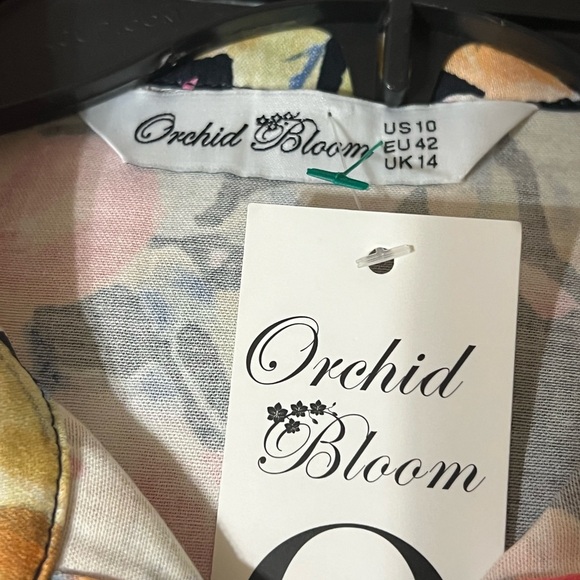 Orchid Bloom
US 10
EU 42
UK 14
Orchid
Bloom
O